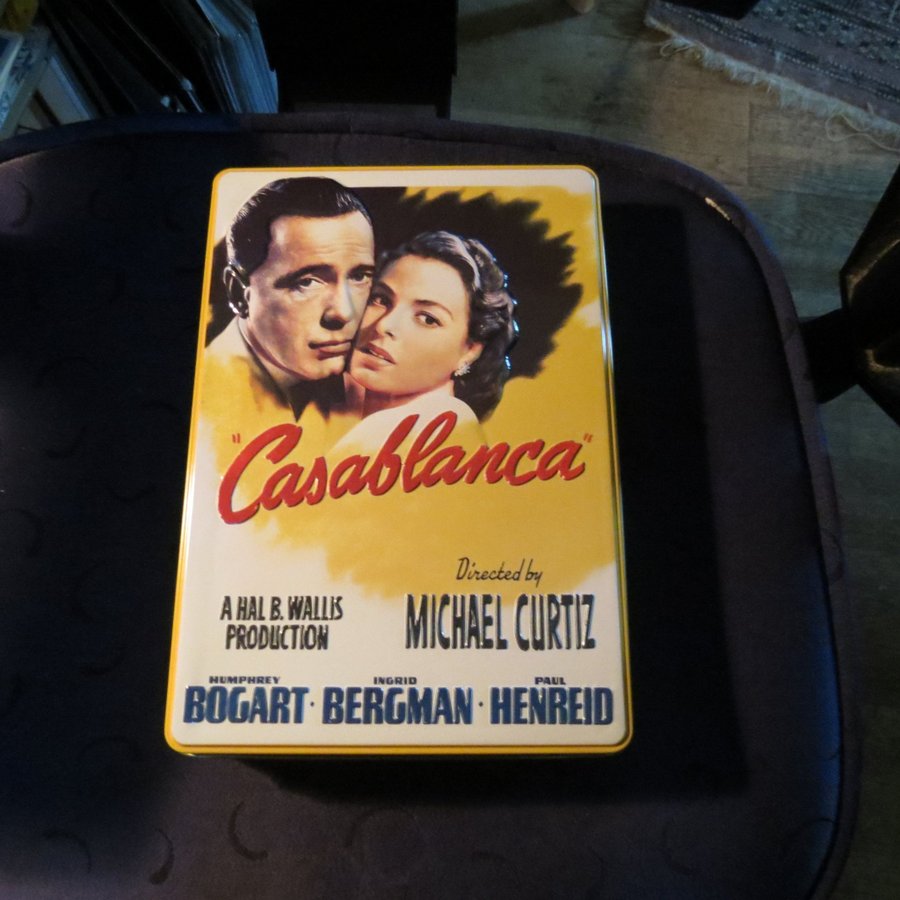 "Casablanca"
Directed by
MICHAEL CURTIZ
A HAL B. WALLIS
PRODUCTION
HUMPHREY BOGART · INGRID BERGMAN · PAUL HENREID